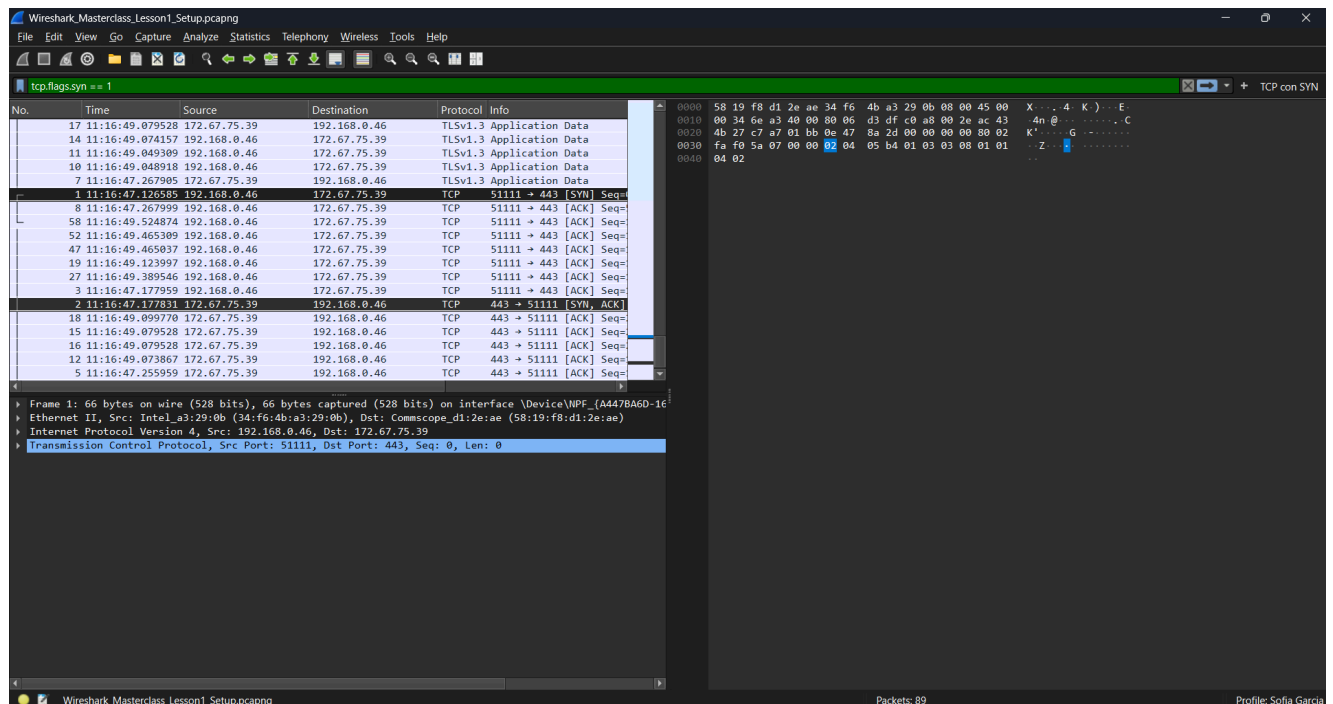 Wireshark_Masterclass_Lesson1_Setup.pcapng
File Edit View Go Capture Analyze Statistics Telephony Wireless Tools Help
tcp.flags.syn == 1
TCP con SYN
No. Time Source Destination Protocol Info
17 11:16:49.079528 172.67.75.39 192.168.0.46 TLSv1.3 Application Data
14 11:16:49.074157 192.168.0.46 172.67.75.39 TLSv1.3 Application Data
11 11:16:49.049309 192.168.0.46 172.67.75.39 TLSv1.3 Application Data
10 11:16:49.048918 192.168.0.46 172.67.75.39 TLSv1.3 Application Data
7 11:16:47.267905 172.67.75.39 192.168.0.46 TLSv1.3 Application Data
1 11:16:47.126585 192.168.0.46 172.67.75.39 TCP 51111 → 443 [SYN] Seq=
8 11:16:47.267999 192.168.0.46 172.67.75.39 TCP 51111 → 443 [ACK] Seq=
58 11:16:49.524874 192.168.0.46 172.67.75.39 TCP 51111 → 443 [ACK] Seq=
52 11:16:49.465309 192.168.0.46 172.67.75.39 TCP 51111 → 443 [ACK] Seq=
47 11:16:49.465037 192.168.0.46 172.67.75.39 TCP 51111 → 443 [ACK] Seq=
19 11:16:49.123997 192.168.0.46 172.67.75.39 TCP 51111 → 443 [ACK] Seq=
27 11:16:49.389546 192.168.0.46 172.67.75.39 TCP 51111 → 443 [ACK] Seq=
3 11:16:47.177959 192.168.0.46 172.67.75.39 TCP 51111 → 443 [ACK] Seq=
2 11:16:47.177831 172.67.75.39 192.168.0.46 TCP 443 → 51111 [SYN, ACK]
18 11:16:49.099770 172.67.75.39 192.168.0.46 TCP 443 → 51111 [ACK] Seq=
15 11:16:49.079528 172.67.75.39 192.168.0.46 TCP 443 → 51111 [ACK] Seq=
16 11:16:49.079528 172.67.75.39 192.168.0.46 TCP 443 → 51111 [ACK] Seq=
12 11:16:49.073867 172.67.75.39 192.168.0.46 TCP 443 → 51111 [ACK] Seq=
5 11:16:47.255959 172.67.75.39 192.168.0.46 TCP 443 → 51111 [ACK] Seq=
Frame 1: 66 bytes on wire (528 bits), 66 bytes captured (528 bits) on interface \Device\NPF_{A447BA6D-16
Ethernet II, Src: Intel_a3:29:0b (34:f6:4b:a3:29:0b), Dst: Commscope_d1:2e:ae (58:19:f8:d1:2e:ae)
Internet Protocol Version 4, Src: 192.168.0.46, Dst: 172.67.75.39
Transmission Control Protocol, Src Port: 51111, Dst Port: 443, Seq: 0, Len: 0
0000 58 19 f8 d1 2e ae 34 f6 4b a3 29 0b 08 00 45 00 X·····.4· K·)···E·
0010 00 34 6e a3 40 00 80 06 d3 df c0 a8 00 2e ac 43 ·4n·@··· ·····.·C
0020 4b 27 c7 a7 01 bb 0e 47 8a 2d 00 00 00 00 80 02 K'·····G ·-······
0030 fa f0 5a 07 00 00 02 04 05 b4 01 03 03 08 01 01 ··Z····· ········
0040 04 02 ··
Wireshark_Masterclass_Lesson1_Setup.pcapng
Packets: 89
Profile: Sofia Garcia